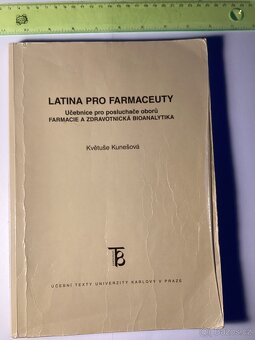 LATINA PRO FARMACEUTY
Učebnice pro posluchače oborů
FARMACIE A ZDRAVOTNICKÁ BIOANALYTIKA
Květuše Kunešová
UČEBNÍ TEXTY UNIVERZITY KARLOVY V PRAZE